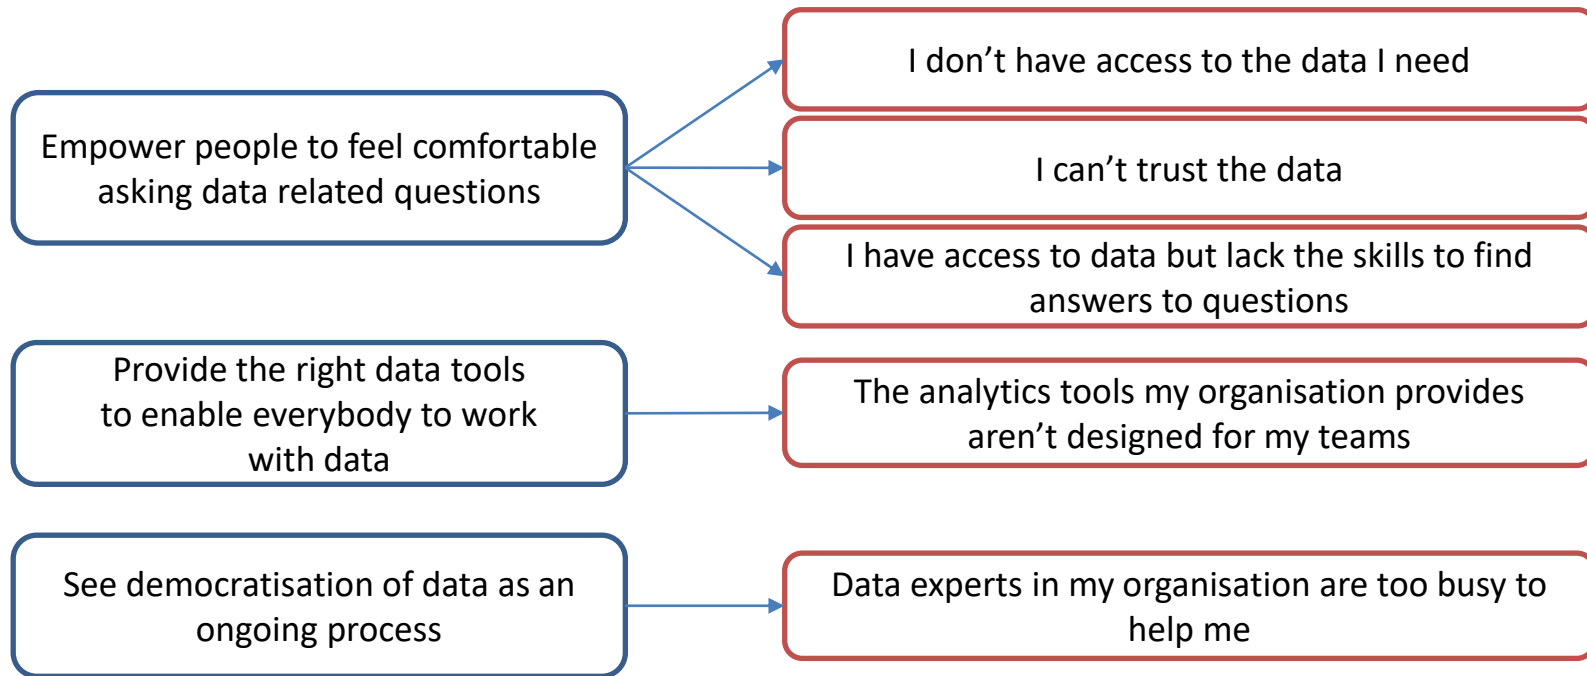 Empower people to feel comfortable
asking data related questions
I don’t have access to the data I need
I can’t trust the data
I have access to data but lack the skills to find
answers to questions
Provide the right data tools
to enable everybody to work
with data
The analytics tools my organisation provides
aren’t designed for my teams
See democratisation of data as an
ongoing process
Data experts in my organisation are too busy to
help me